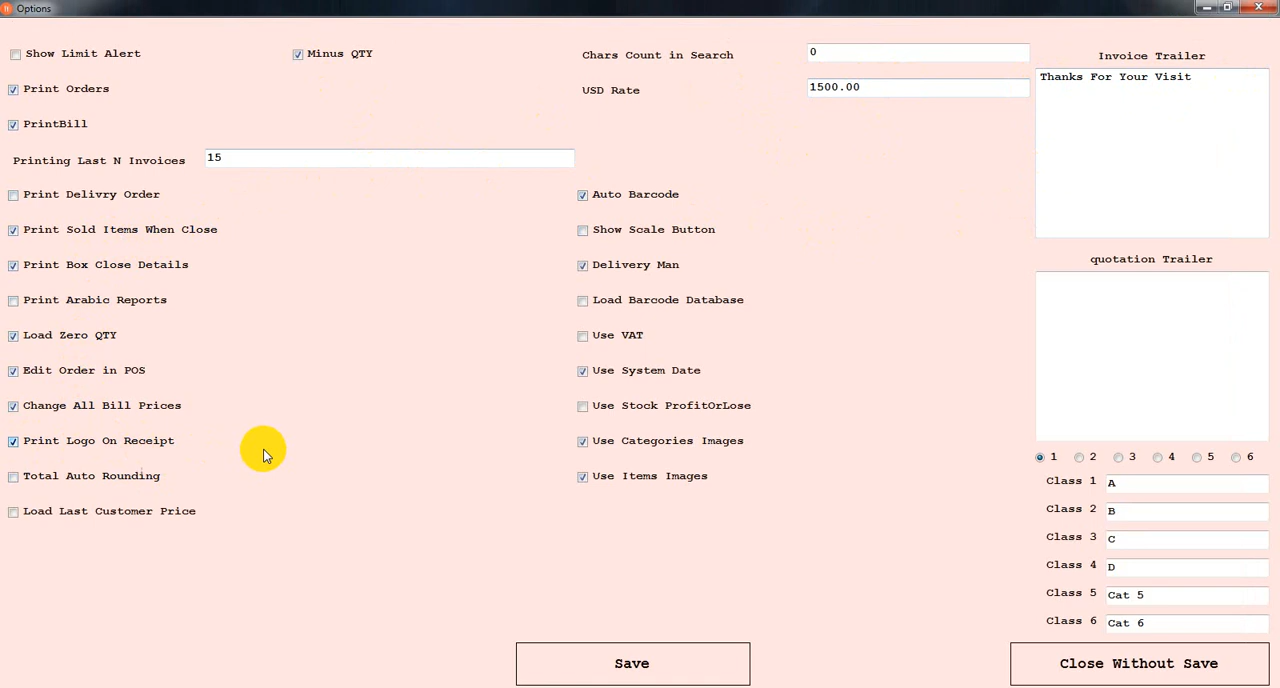 Options
Show Limit Alert
Minus QTY
Chars Count in Search
0
Print Orders
USD Rate
1500.00
PrintBill
Printing Last N Invoices
15
Print Delivry Order
Print Sold Items When Close
Print Box Close Details
Print Arabic Reports
Load Zero QTY
Edit Order in POS
Change All Bill Prices
Print Logo On Receipt
Total Auto Rounding
Load Last Customer Price
Auto Barcode
Show Scale Button
Delivery Man
Load Barcode Database
Use VAT
Use System Date
Use Stock ProfitOrLose
Use Categories Images
Use Items Images
Invoice Trailer
Thanks For Your Visit
quotation Trailer
1 2 3 4 5 6
Class 1 A
Class 2 B
Class 3 C
Class 4 D
Class 5 Cat 5
Class 6 Cat 6
Save
Close Without Save